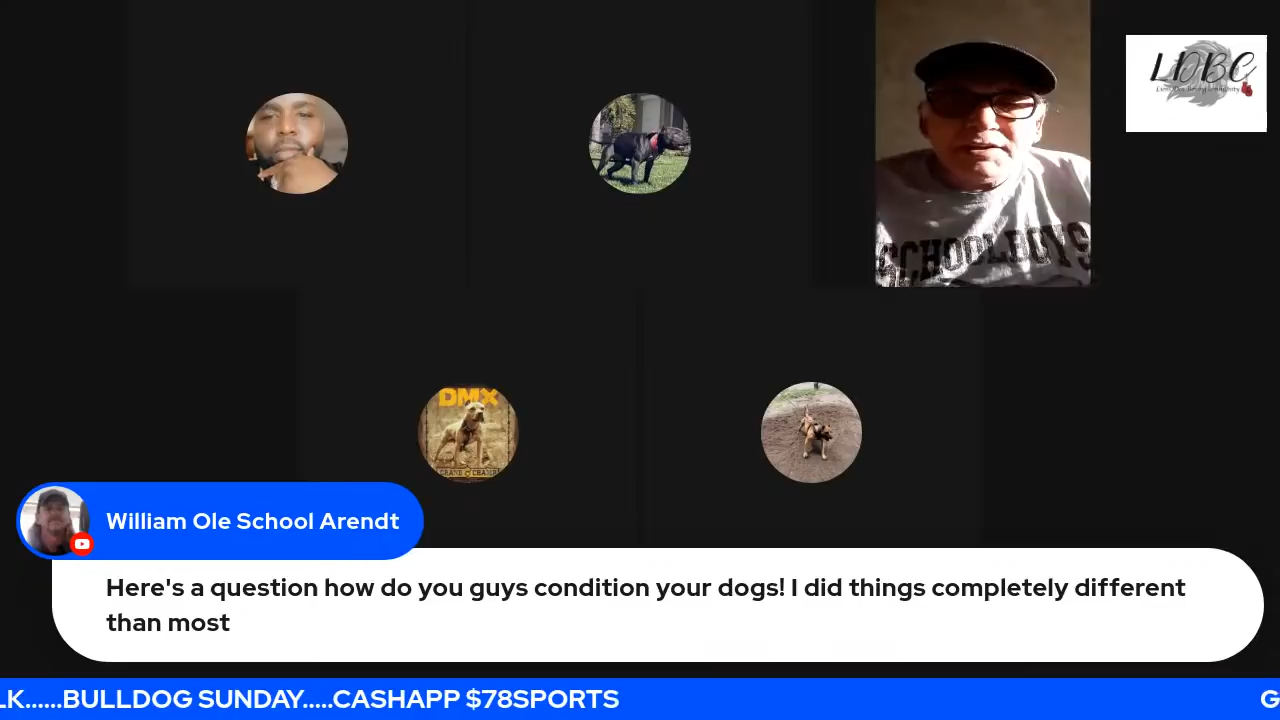 LDBC
SCHOOLBOYS
DMX
William Ole School Arendt
Here's a question how do you guys condition your dogs! I did things completely different
than most
LK......BULLDOG SUNDAY.....CASHAPP $78SPORTS
G